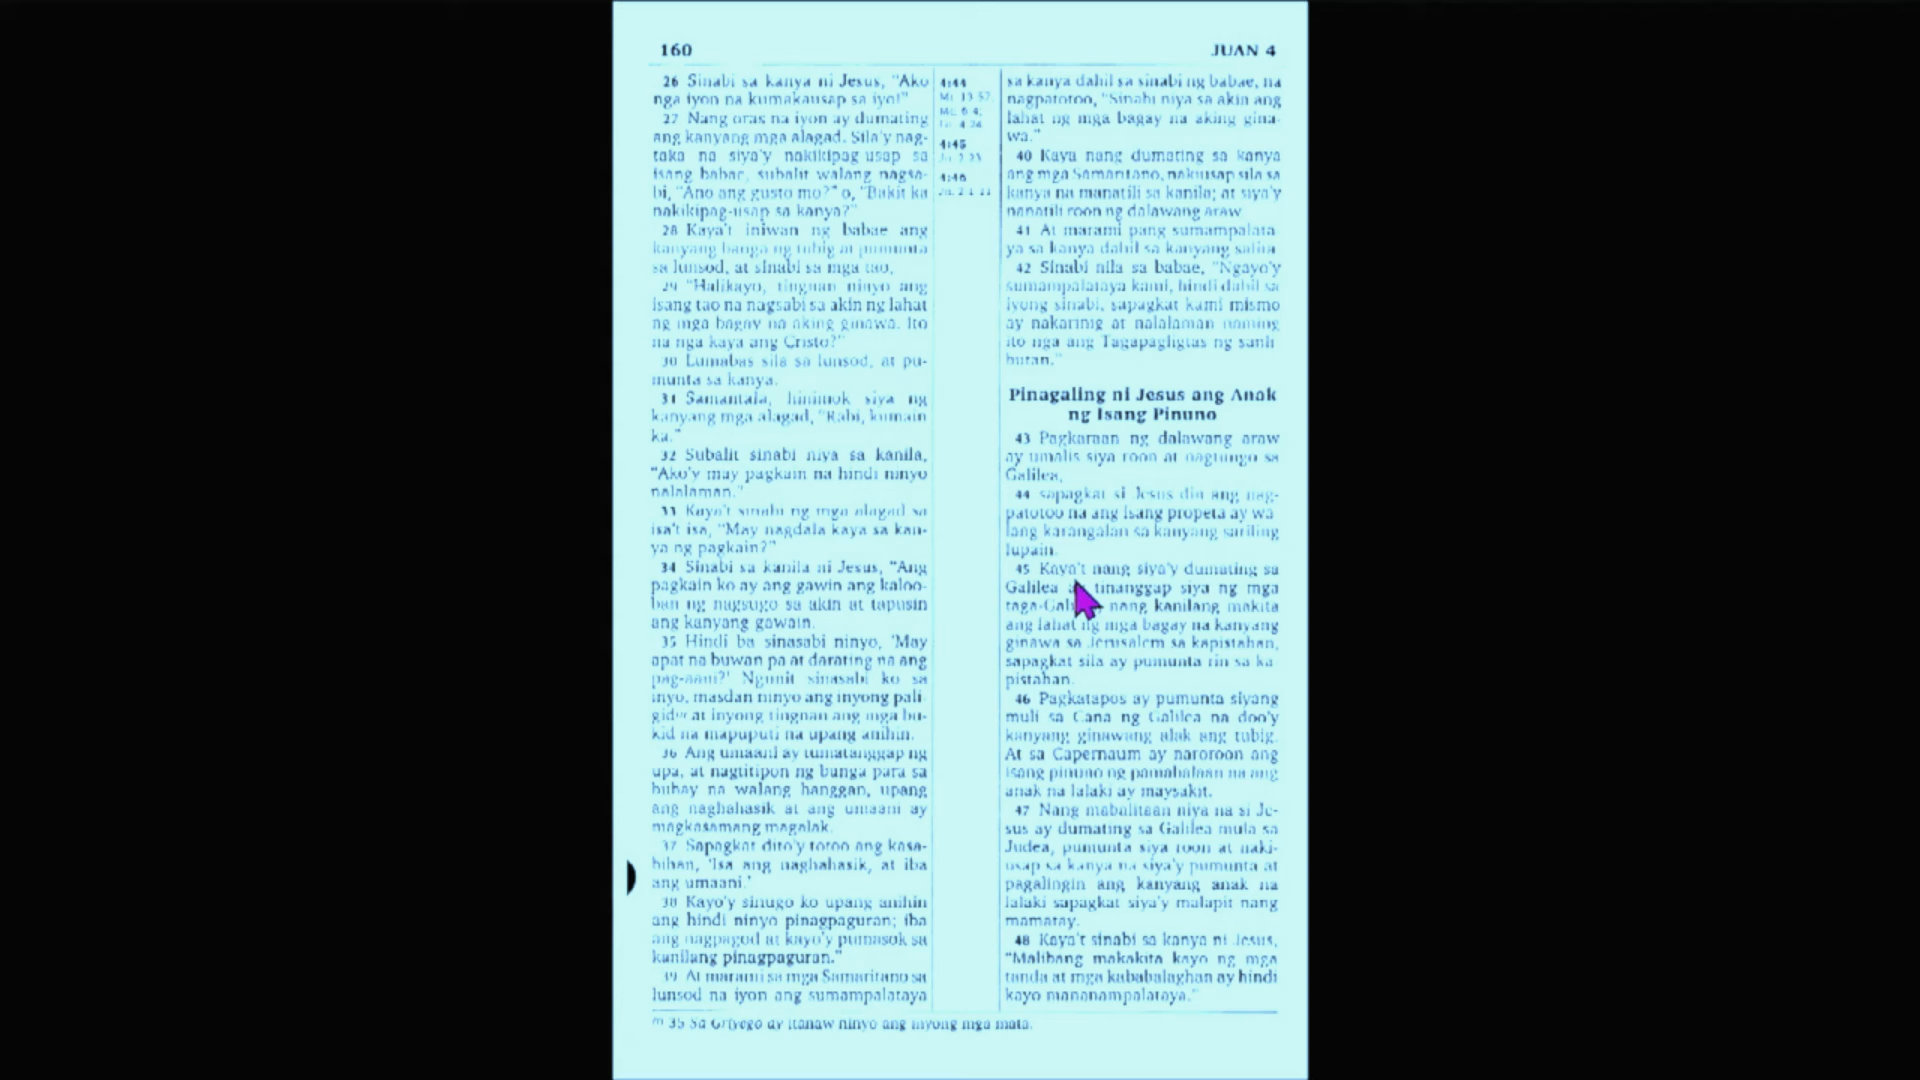 160
JUAN 4
26 Sinabi sa kanya ni Jesus, "Ako
nga iyon na kumakausap sa iyo!"
27 Nang oras na iyon ay dumating
ang kanyang mga alagad. Sila'y nag-
taka na siya'y nakikipag-usap sa
isang babae, subalit walang nagsa-
bi, "Ano ang gusto mo?" o, "Bakit ka
nakikipag-usap sa kanya?"
28 Kaya't iniwan ng babae ang
kanyang banga ng tubig at pumunta
sa lunsod, at sinabi sa mga tao,
29 "Halikayo, tingnan ninyo ang
isang tao na nagsabi sa akin ng lahat
ng mga bagay na aking ginawa. Ito
na nga kaya ang Cristo?"
30 Lumabas sila sa lunsod, at pu-
munta sa kanya.
31 Samantala, hinimok siya ng
kanyang mga alagad, "Rabi, kumain
ka."
32 Subalit sinabi niya sa kanila,
"Ako'y may pagkain na hindi ninyo
nalalaman."
33 Kaya't sinabi ng mga alagad sa
isa't isa, "May nagdala kaya sa kan-
ya ng pagkain?"
34 Sinabi sa kanila ni Jesus, "Ang
pagkain ko ay ang gawin ang kaloo-
ban ng nagsugo sa akin at tapusin
ang kanyang gawain.
35 Hindi ba sinasabi ninyo, 'May
apat na buwan pa at darating na ang
pag-aani?' Ngunit sinasabi ko sa
inyo, masdan ninyo ang inyong pali-
gid at inyong tingnan ang mga bu-
kid na mapuputi na upang anihin.
36 Ang umaani ay tumatanggap ng
upa, at nagtitipon ng bunga para sa
buhay na walang hanggan, upang
ang naghahasik at ang umaani ay
magkasamang magalak.
37 Sapagkat dito'y totoo ang kasa-
bihan, 'Isa ang naghahasik, at iba
ang umaani.'
38 Kayo'y sinugo ko upang anihin
ang hindi ninyo pinagpaguran; iba
ang nagpagod at kayo'y pumasok sa
kanilang pinagpaguran."
39 At marami sa mga Samaritano sa
lunsod na iyon ang sumampalataya
4:44
Mt. 13:57;
Mc. 6:4;
Lu. 4:24
4:45
Jn. 2:23
4:46
Jn. 2:1-11
sa kanya dahil sa sinabi ng babae, na
nagpatotoo, "Sinabi niya sa akin ang
lahat ng mga bagay na aking gina-
wa."
40 Kaya nang dumating sa kanya
ang mga Samaritano, nakiusap sila sa
kanya na manatili sa kanila; at siya'y
nanatili roon ng dalawang araw.
41 At marami pang sumampalata-
ya sa kanya dahil sa kanyang salita.
42 Sinabi nila sa babae, "Ngayo'y
sumampalataya kami, hindi dahil sa
iyong sinabi, sapagkat kami mismo
ay nakarinig at nalalaman naming
ito nga ang Tagapagligtas ng sanli-
butan."
Pinagaling ni Jesus ang Anak
ng Isang Pinuno
43 Pagkaraan ng dalawang araw
ay umalis siya roon at nagtungo sa
Galilea,
44 sapagkat si Jesus din ang nag-
patotoo na ang isang propeta ay wa-
lang karangalan sa kanyang sariling
lupain.
45 Kaya't nang siya'y dumating sa
Galilea tinanggap siya ng mga
nang kanilang makita
ang lahat ng mga bagay na kanyang
ginawa sa Jerusalem sa kapistahan,
sapagkat sila ay pumunta rin sa ka-
pistahan.
46 Pagkatapos ay pumunta siyang
muli sa Cana ng Galilea na doo'y
kanyang ginawang alak ang tubig.
At sa Capernaum ay naroroon ang
isang pinuno ng pamahalaan na ang
anak na lalaki ay maysakit.
47 Nang mabalitaan niya na si Je-
sus ay dumating sa Galilea mula sa
Judea, pumunta siya roon at naki-
usap sa kanya na siya'y pumunta at
pagalingin ang kanyang anak na
lalaki sapagkat siya'y malapit nang
mamatay.
48 Kaya't sinabi sa kanya ni Jesus,
"Malibang makakita kayo ng mga
tanda at mga kababalaghan ay hindi
kayo mananampalataya."
35 Sa Griyego ay itanaw ninyo ang inyong mga mata.